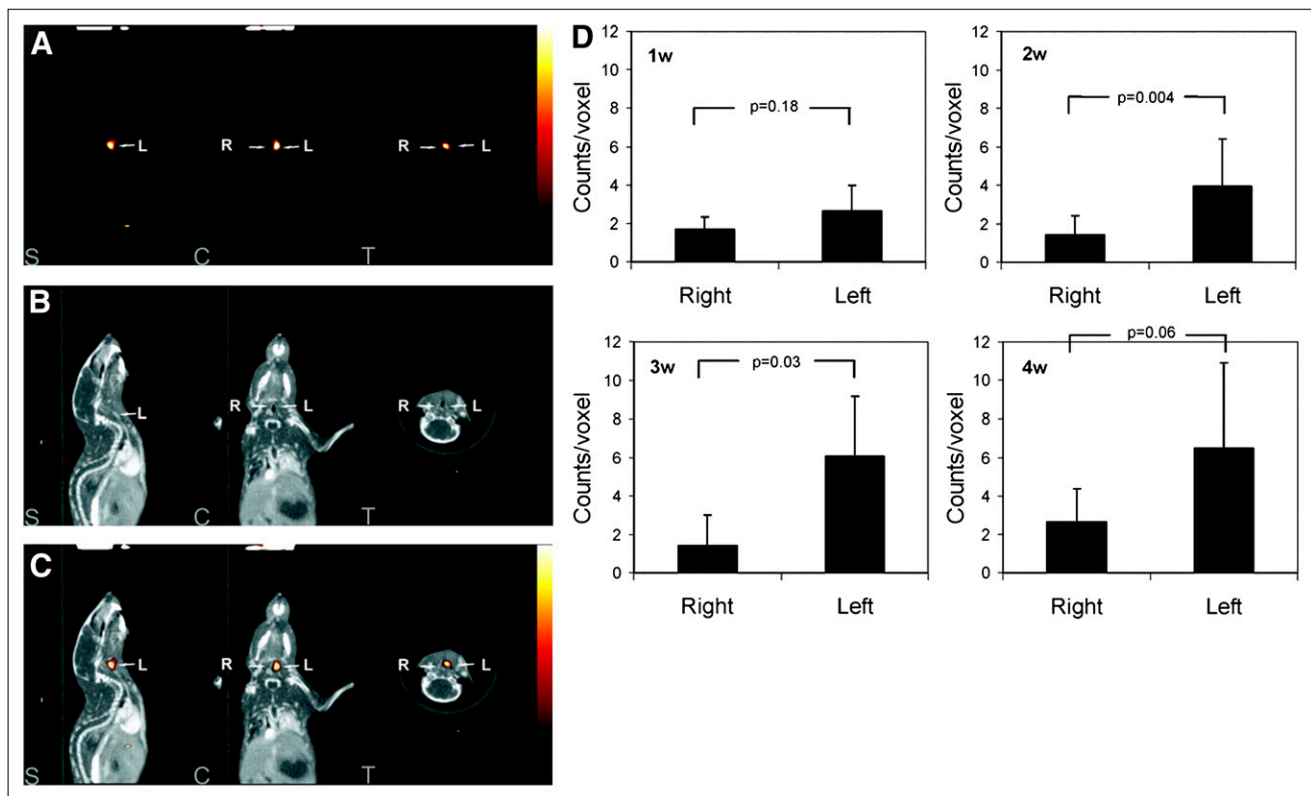 A
L
R
L
R
L
S
C
T
B
L
R
L
R
L
S
C
T
C
L
R
L
R
L
S
C
T
D
1w
p=0.18
Counts/voxel
12
10
8
6
4
2
0
Right
Left
2w
p=0.004
Counts/voxel
12
10
8
6
4
2
0
Right
Left
3w
p=0.03
Counts/voxel
12
10
8
6
4
2
0
Right
Left
4w
p=0.06
Counts/voxel
12
10
8
6
4
2
0
Right
Left